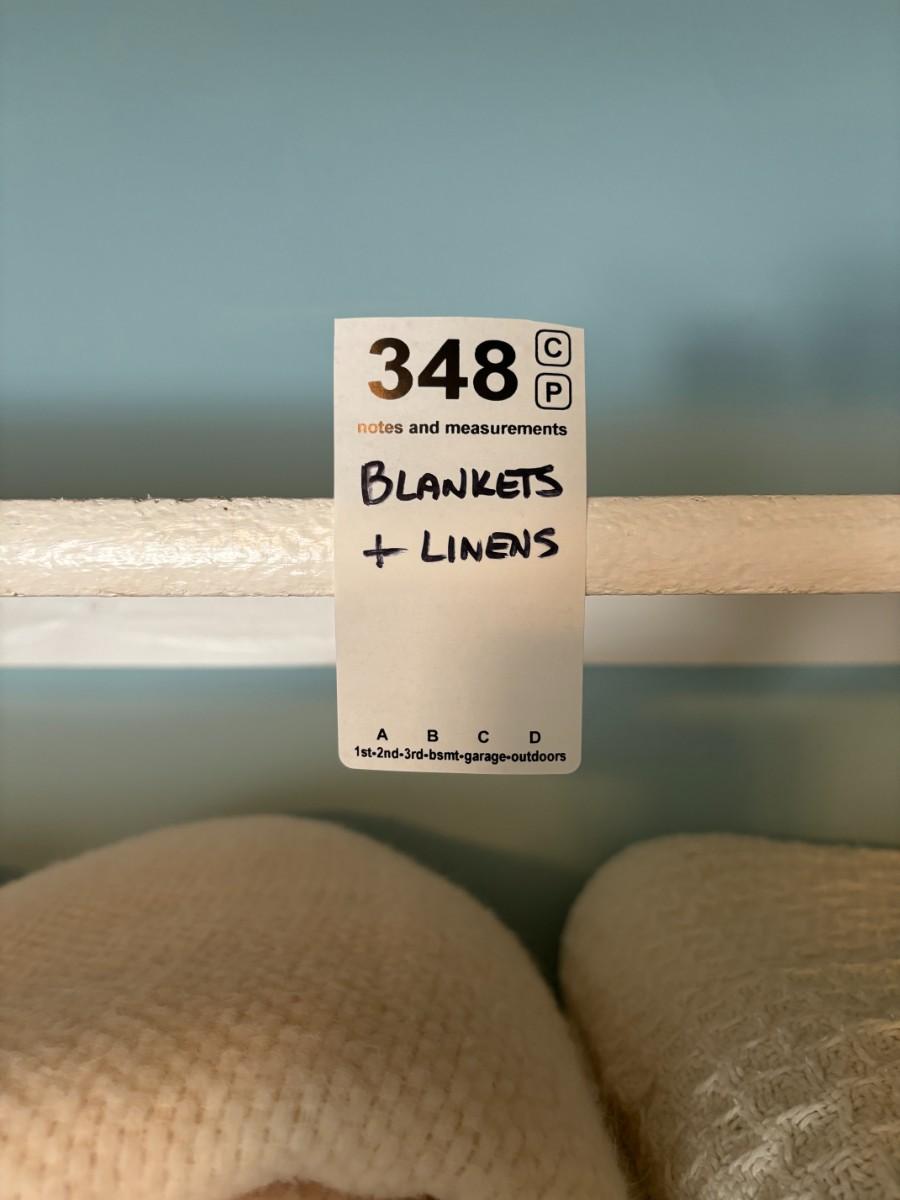 348 C
P
notes and measurements
BLANKETS
+ LINENS
A B C D
1st-2nd-3rd-bsmt-garage-outdoors